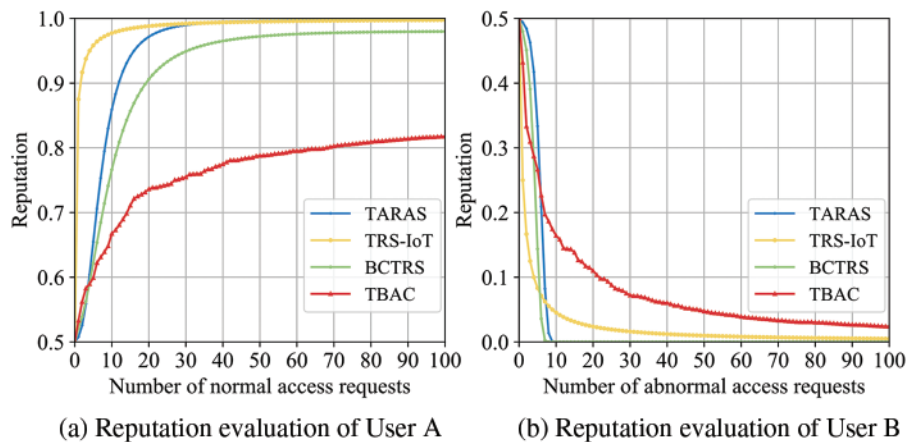 1.0
0.9
0.8
0.7
0.6
0.5
Reputation
0 10 20 30 40 50 60 70 80 90 100
Number of normal access requests
TARAS
TRS-IoT
BCTRS
TBAC
(a) Reputation evaluation of User A
0.5
0.4
0.3
0.2
0.1
0.0
Reputation
0 10 20 30 40 50 60 70 80 90 100
Number of abnormal access requests
TARAS
TRS-IoT
BCTRS
TBAC
(b) Reputation evaluation of User B